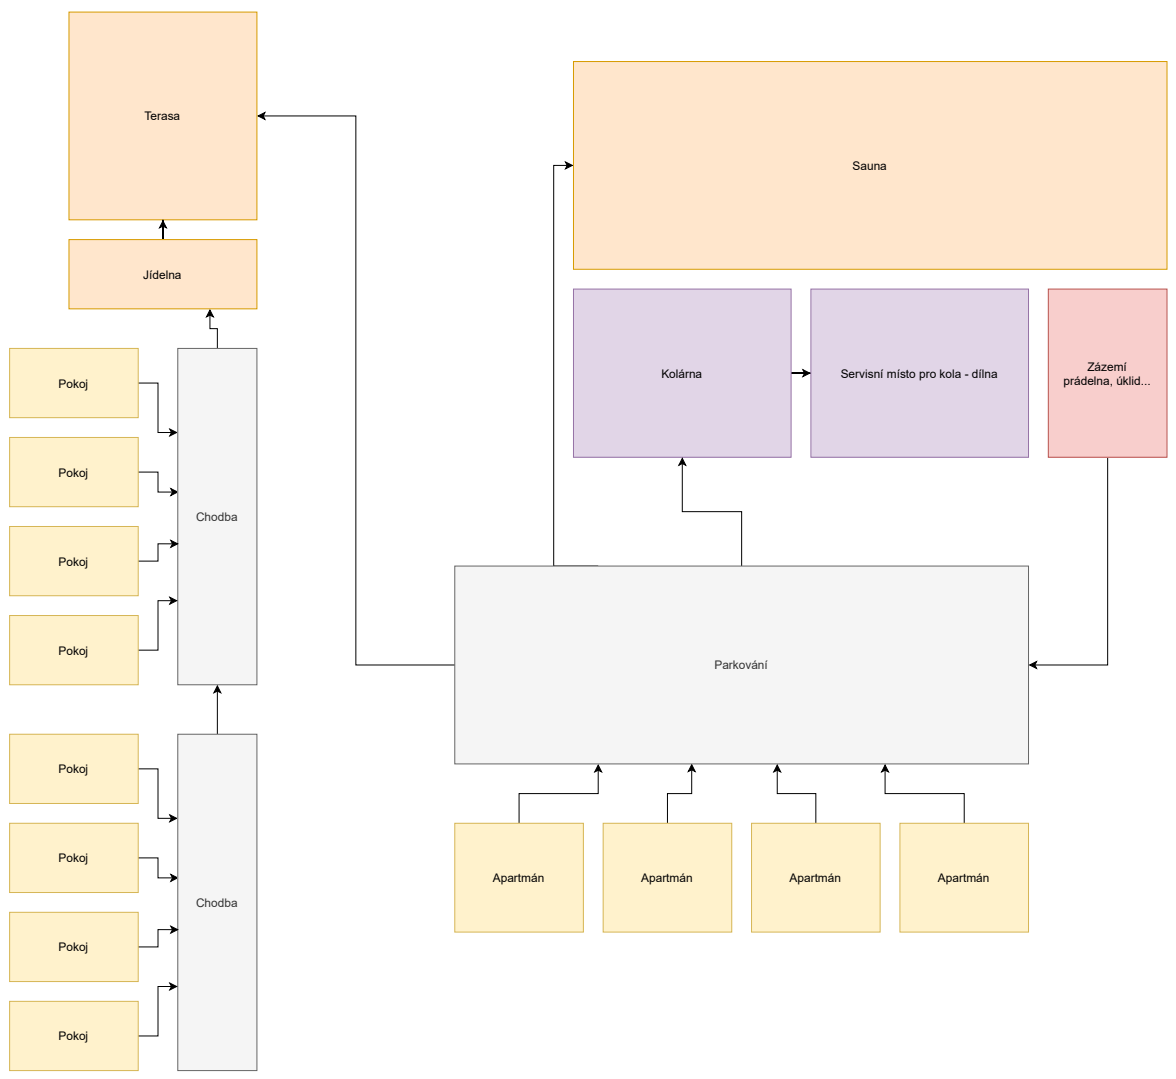 Terasa
Sauna
Jídelna
Kolárna
Servisní místo pro kola - dílna
Zázemí
prádelna, úklid...
Pokoj
Pokoj
Pokoj
Pokoj
Chodba
Parkování
Pokoj
Pokoj
Pokoj
Pokoj
Chodba
Apartmán
Apartmán
Apartmán
Apartmán